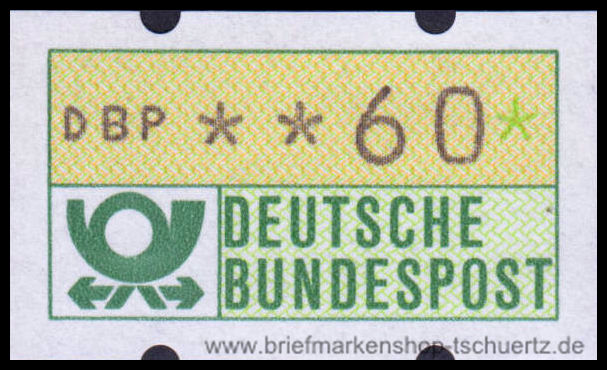 DBP **60*
DEUTSCHE
BUNDESPOST
www.briefmarkenshop-tschuertz.de